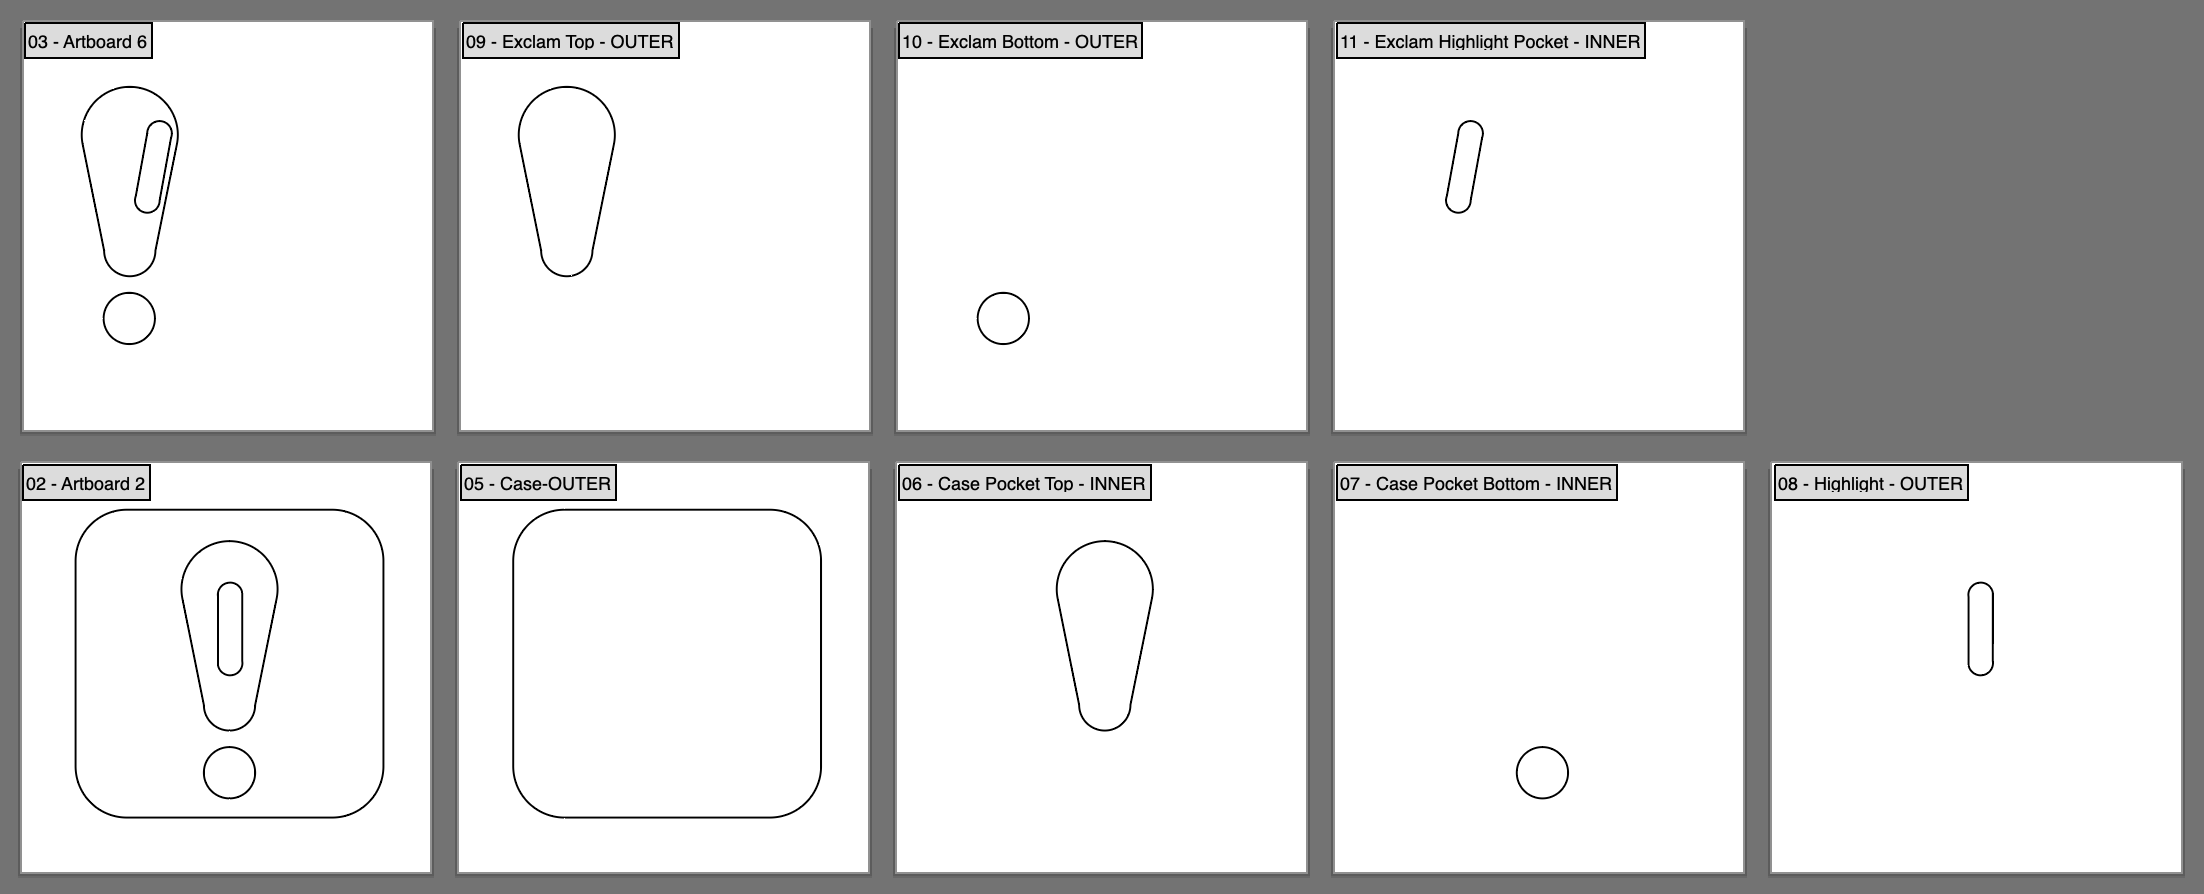 03 - Artboard 6
09 - Exclam Top - OUTER
10 - Exclam Bottom - OUTER
11 - Exclam Highlight Pocket - INNER
02 - Artboard 2
05 - Case-OUTER
06 - Case Pocket Top - INNER
07 - Case Pocket Bottom - INNER
08 - Highlight - OUTER